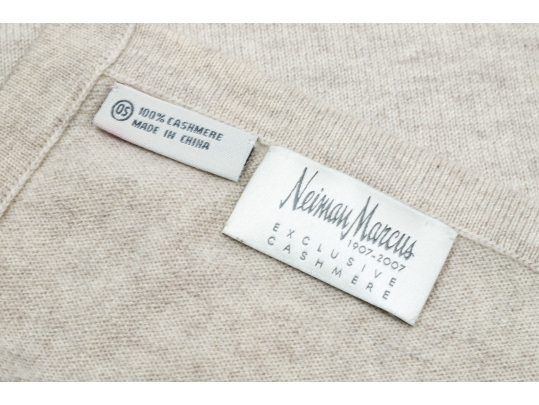 OS
100% CASHMERE
MADE IN CHINA
Neiman Marcus
1907-2007
EXCLUSIVE
CASHMERE